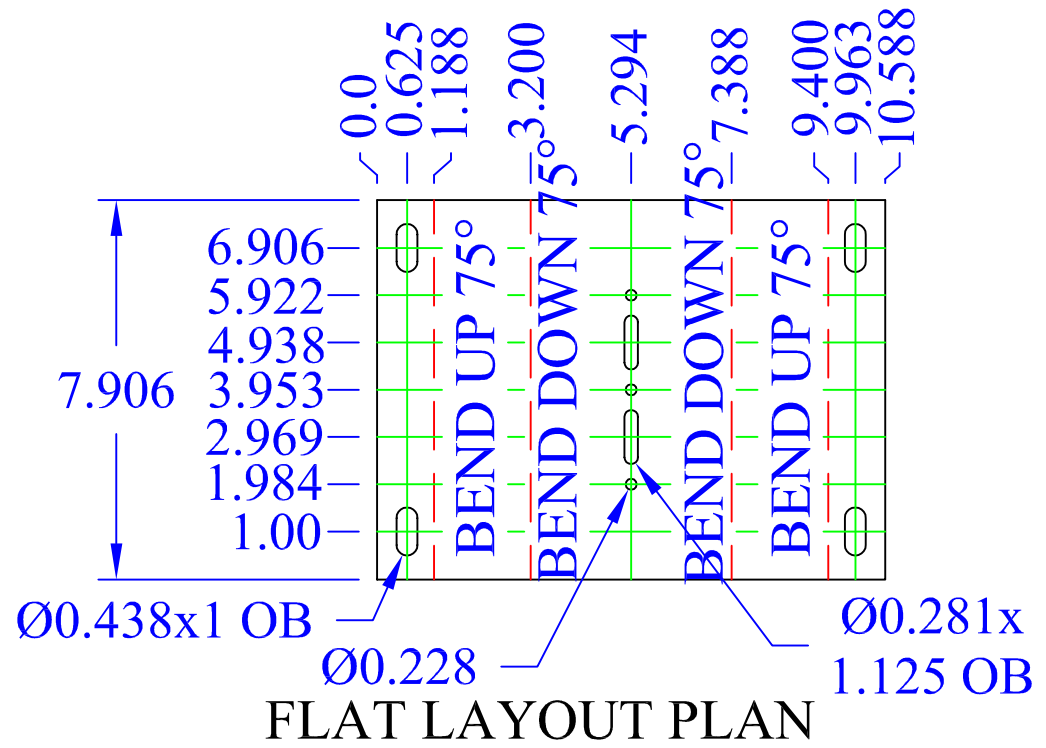 0.0
0.625
1.188
3.200
5.294
7.388
9.400
9.963
10.588
BEND UP 75°
BEND DOWN 75°
BEND DOWN 75°
BEND UP 75°
6.906
5.922
4.938
3.953
2.969
1.984
1.00
7.906
Ø0.438x1 OB
Ø0.228
Ø0.281x
1.125 OB
FLAT LAYOUT PLAN